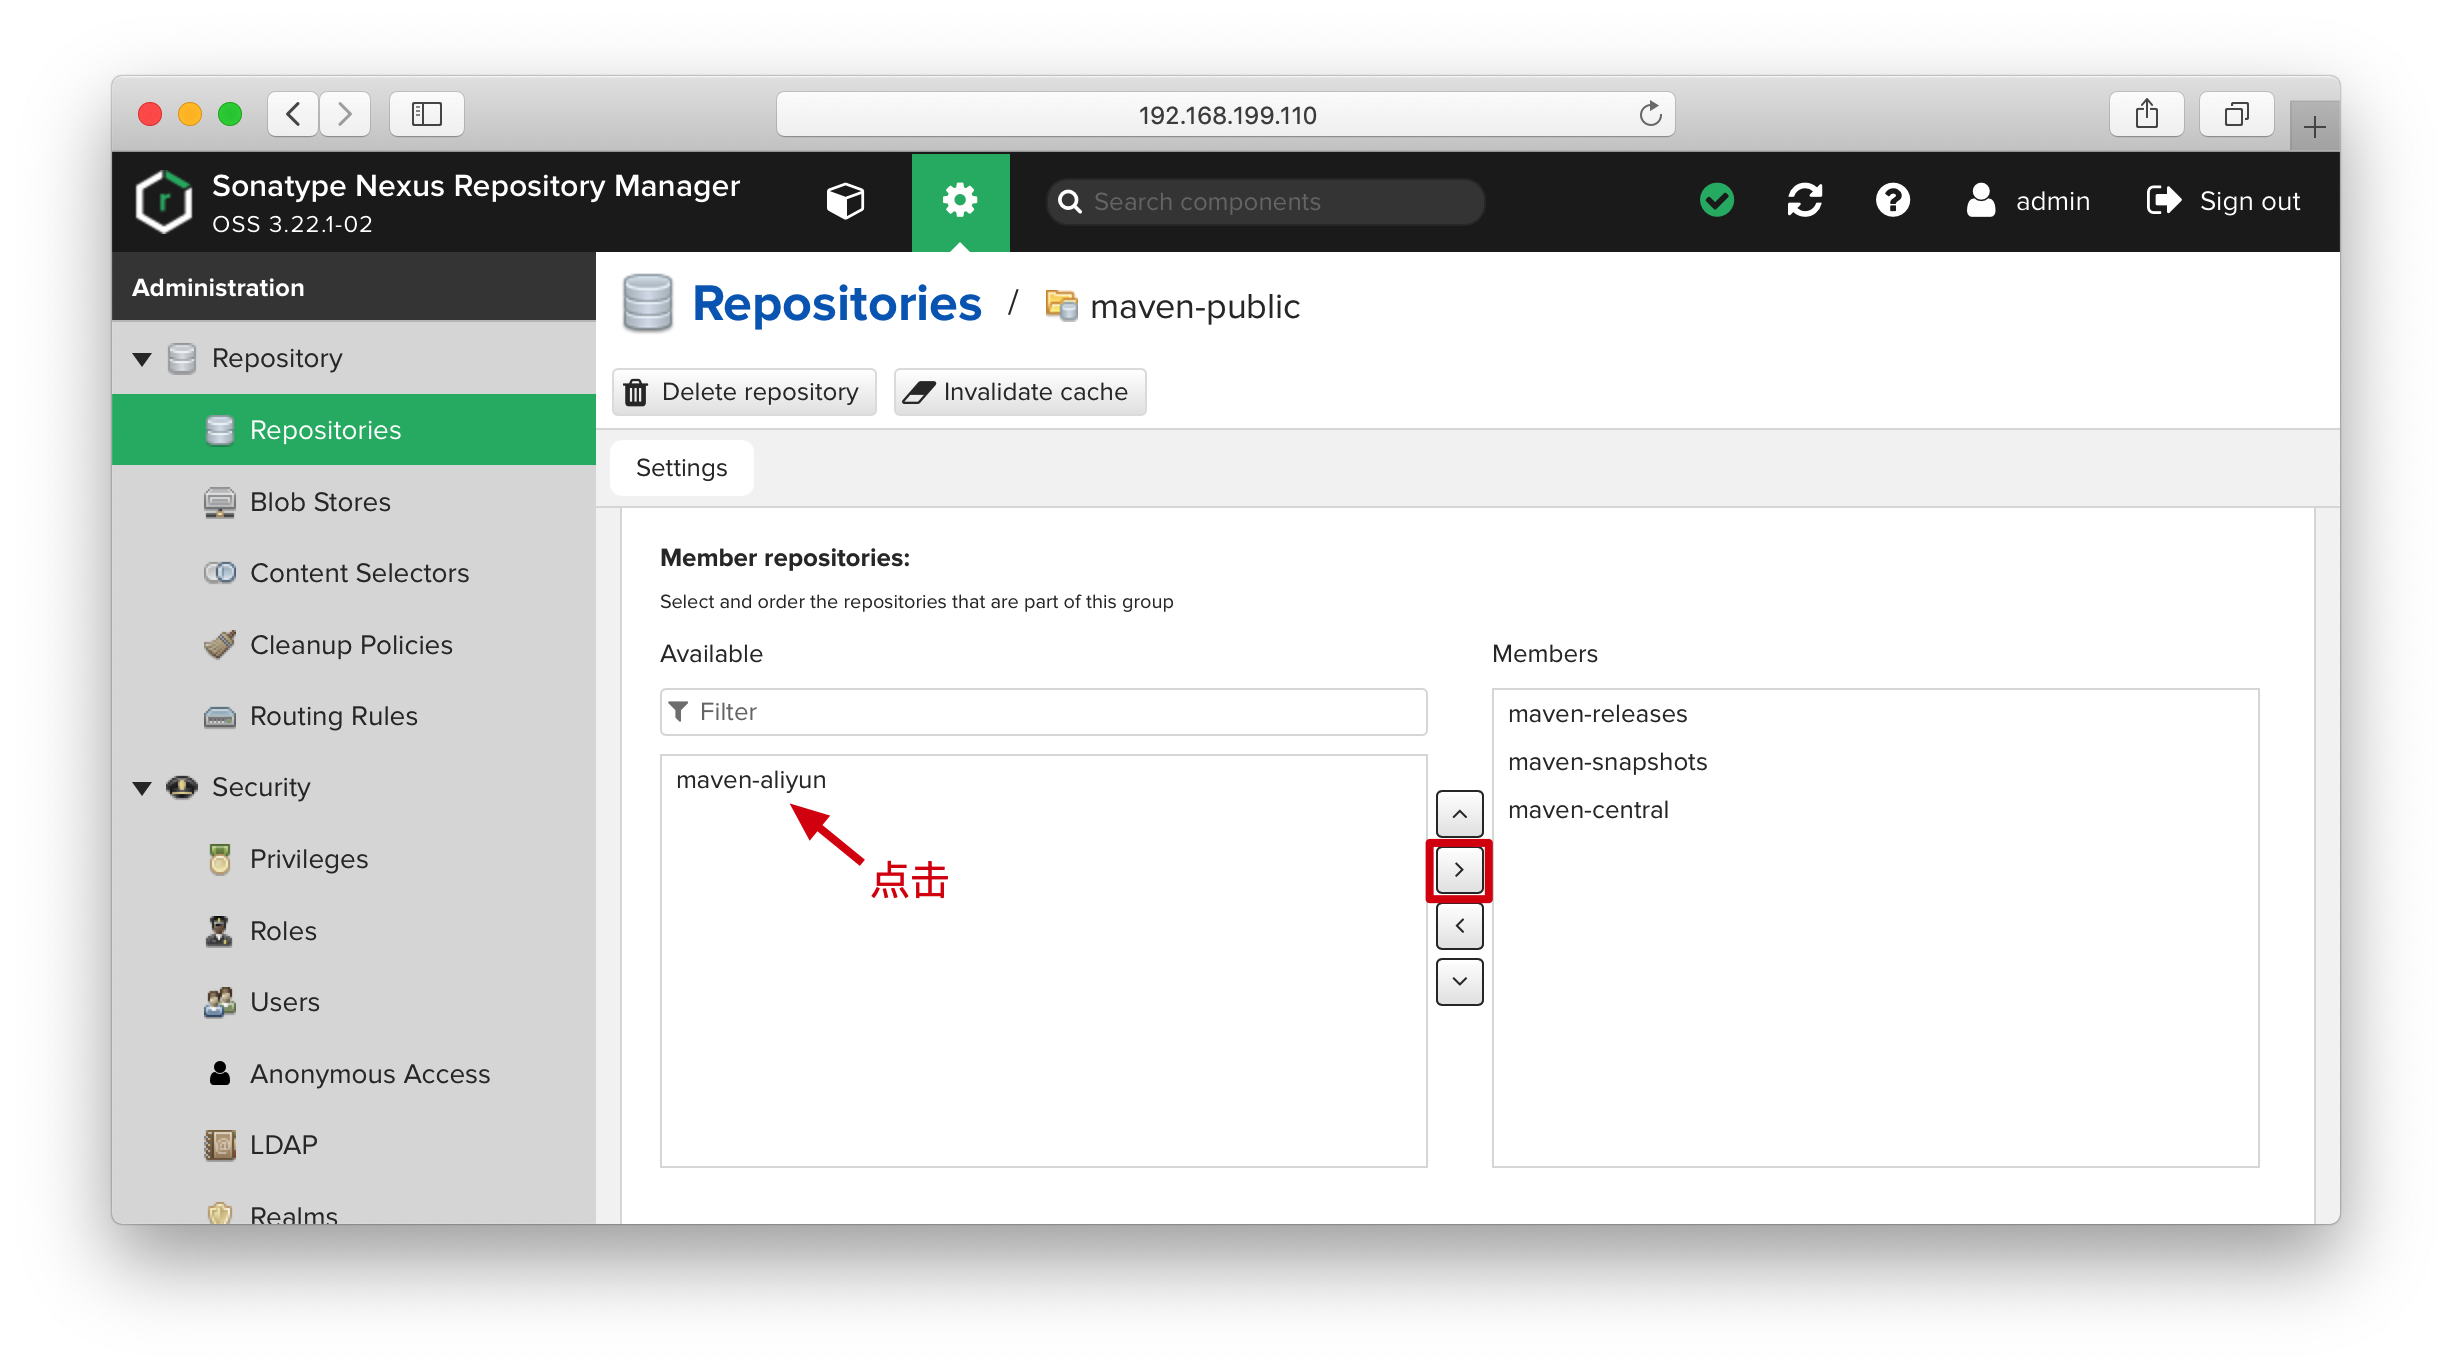 192.168.199.110
Sonatype Nexus Repository Manager
OSS 3.22.1-02
Search components
admin
Sign out
Administration
Repository
Repositories
Blob Stores
Content Selectors
Cleanup Policies
Routing Rules
Security
Privileges
Roles
Users
Anonymous Access
LDAP
Realms
Repositories / maven-public
Delete repository
Invalidate cache
Settings
Member repositories:
Select and order the repositories that are part of this group
Available
Filter
maven-aliyun
点击
Members
maven-releases
maven-snapshots
maven-central